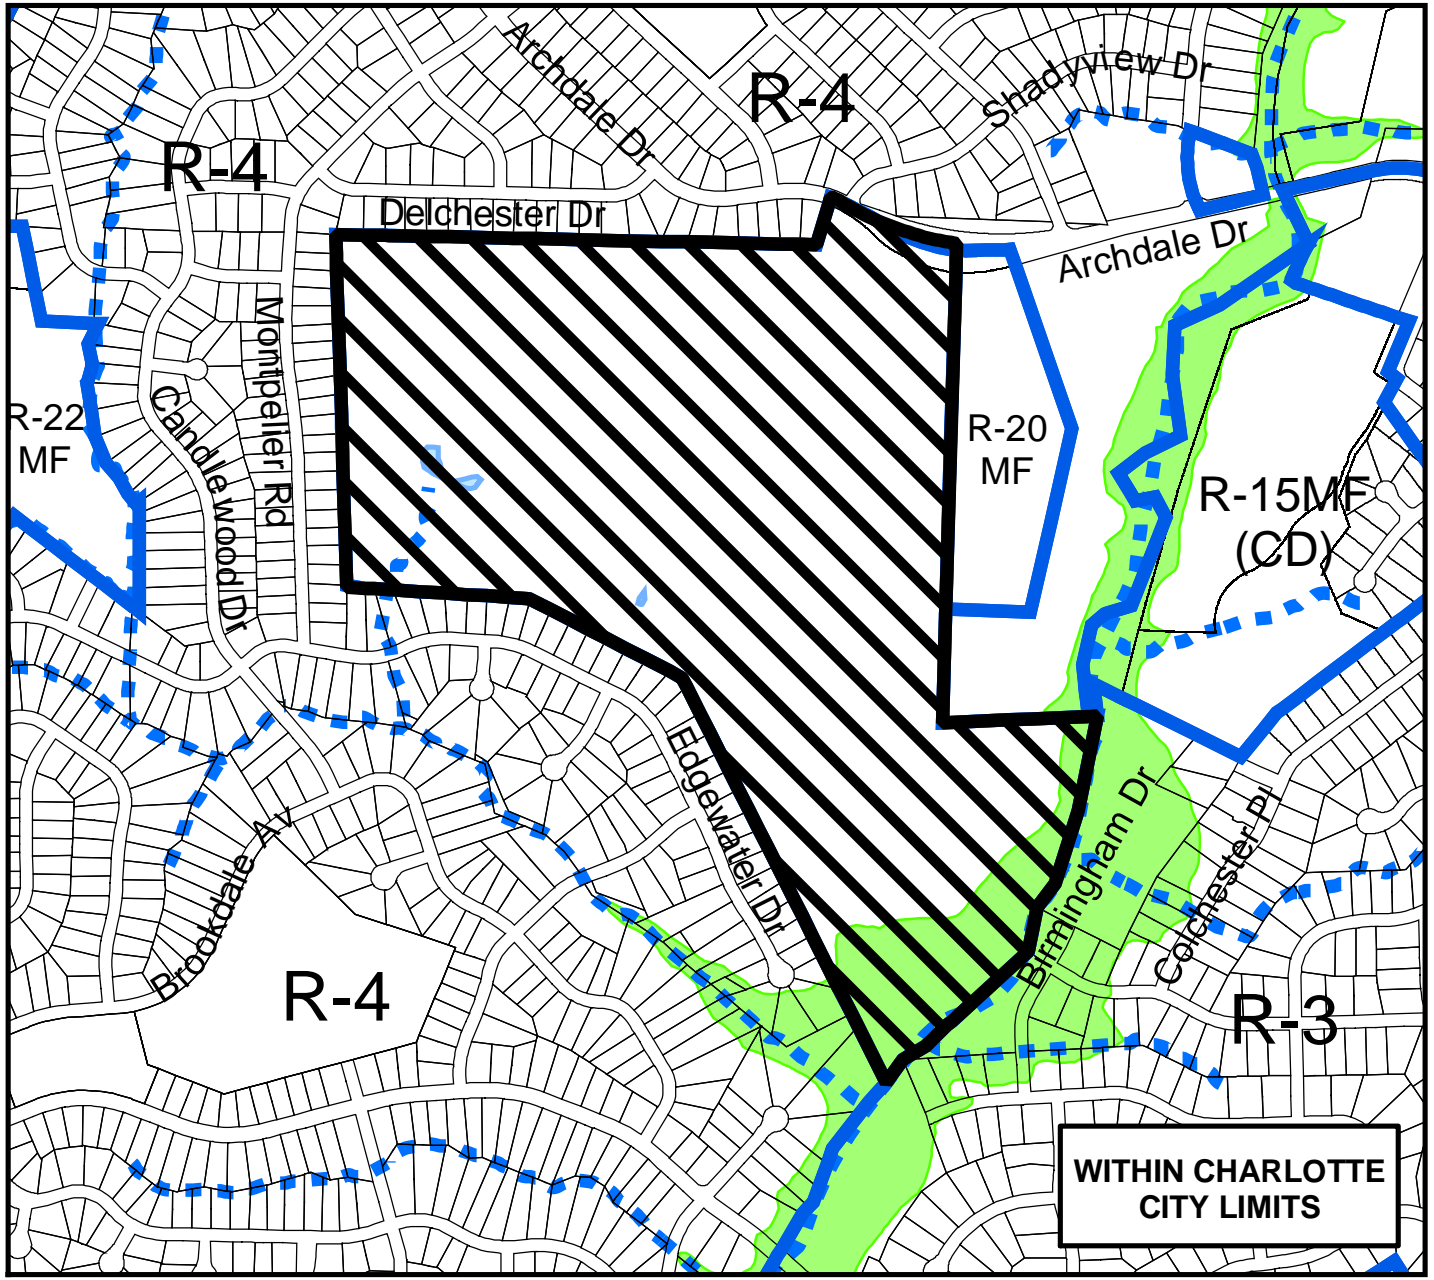 Archdale Dr
R-4
Shadyview Dr
R-4
Delchester Dr
Archdale Dr
Montpelier Rd
Candlewood Dr
R-22
MF
R-20
MF
R-15MF
(CD)
Edgewater Dr
Birmingham Dr
Colchester Pl
Brookdale Av
R-4
R-3
WITHIN CHARLOTTE
CITY LIMITS